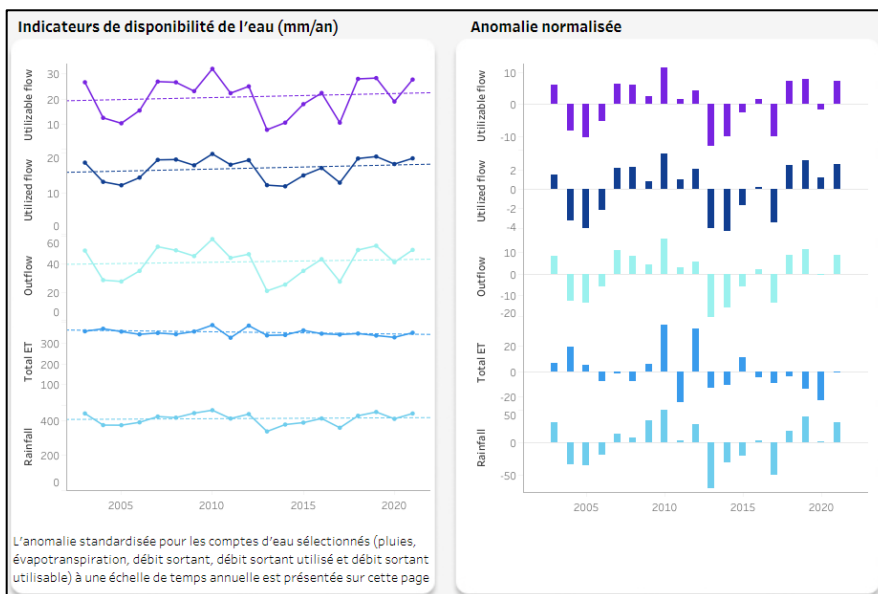 Indicateurs de disponibilité de l'eau (mm/an)
Utilizable flow
30
20
10
Utilized flow
20
10
0
Outflow
60
40
20
0
Total ET
300
200
100
Rainfall
400
200
0
2005
2010
2015
2020
L'anomalie standardisée pour les comptes d'eau sélectionnés (pluies,
évapotranspiration, débit sortant, débit sortant utilisé et débit sortant
utilisable) à une échelle de temps annuelle est présentée sur cette page
Anomalie normalisée
Utilizable flow
10
0
-10
Utilized flow
2
0
-2
-4
Outflow
10
0
-10
-20
Total ET
20
0
-20
Rainfall
50
0
-50
2005
2010
2015
2020